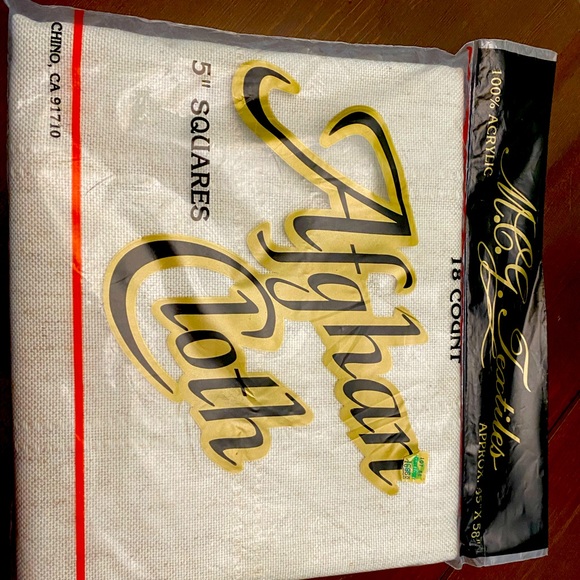 M.C.G. Textiles
100% ACRYLIC
18 COUNT
Afghan
Cloth
5" SQUARES
CHINO, CA 91710